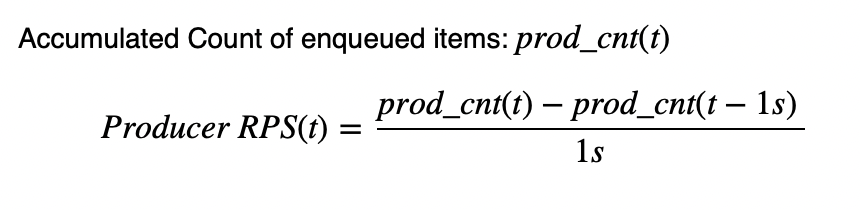 Accumulated Count of enqueued items: prod_cnt(t)
Producer RPS(t) = prod_cnt(t) − prod_cnt(t − 1s)
1s